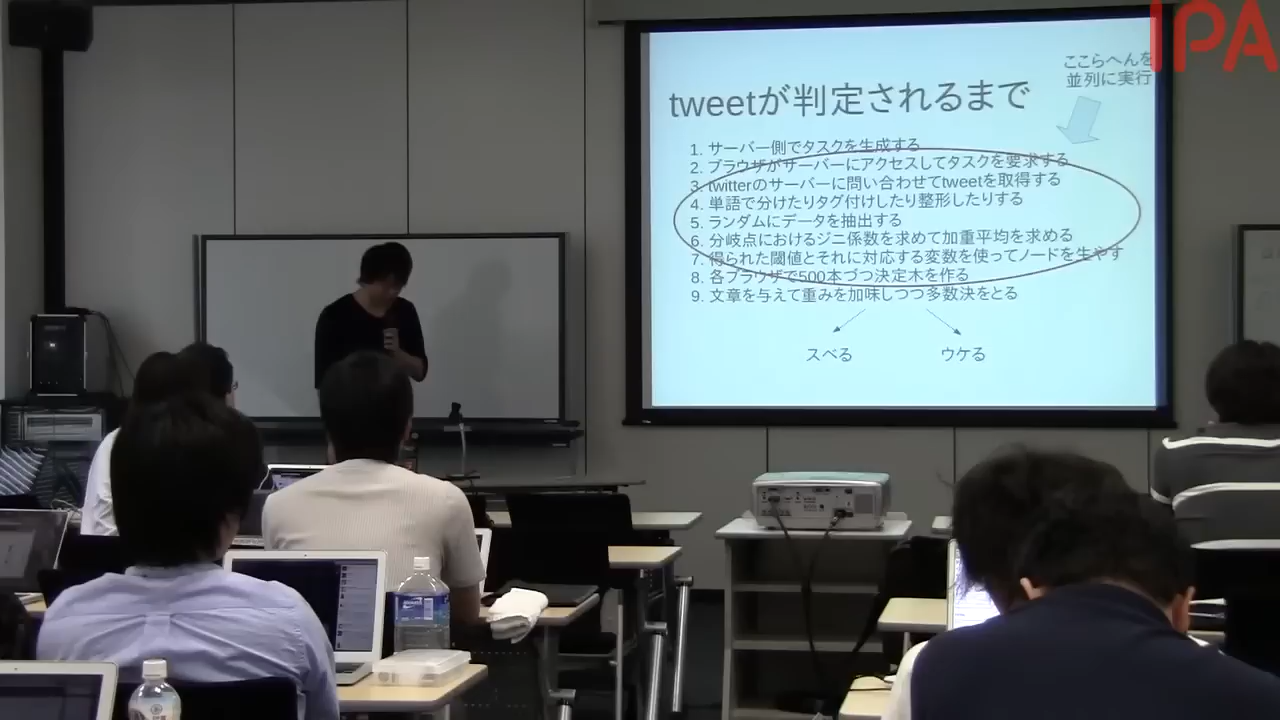 IPA
ここらへんを
並列に実行
tweetが判定されるまで
1. サーバー側でタスクを生成する
2. ブラウザがサーバーにアクセスしてタスクを要求する
3. twitterのサーバーに問い合わせてtweetを取得する
4. 単語で分けたりタグ付けしたり整形したりする
5. ランダムにデータを抽出する
6. 分岐点におけるジニ係数を求めて加重平均を求める
7. 得られた閾値とそれに対応する変数を使ってノードを生やす
8. 各ブラウザで500本づつ決定木を作る
9. 文章を与えて重みを加味しつつ多数決をとる
スベる
ウケる